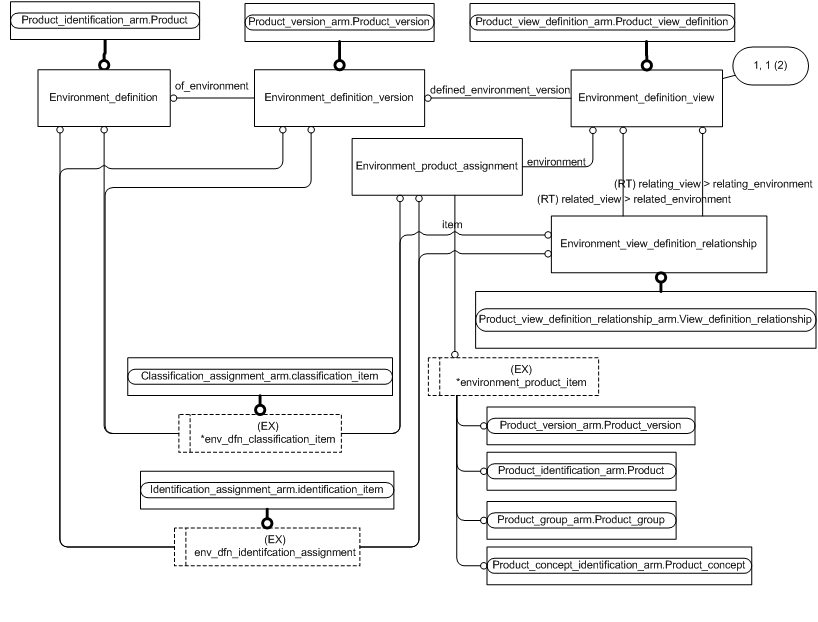 Product_identification_arm.Product
Product_version_arm.Product_version
Product_view_definition_arm.Product_view_definition
1, 1 (2)
Environment_definition
of_environment
Environment_definition_version
defined_environment_version
Environment_definition_view
Environment_product_assignment
environment
(RT) relating_view > relating_environment
(RT) related_view > related_environment
item
Environment_view_definition_relationship
Product_view_definition_relationship_arm.View_definition_relationship
Classification_assignment_arm.classification_item
(EX)
*environment_product_item
(EX)
*env_dfn_classification_item
Product_version_arm.Product_version
Product_identification_arm.Product
Identification_assignment_arm.identification_item
Product_group_arm.Product_group
(EX)
env_dfn_identifcation_assignment
Product_concept_identification_arm.Product_concept